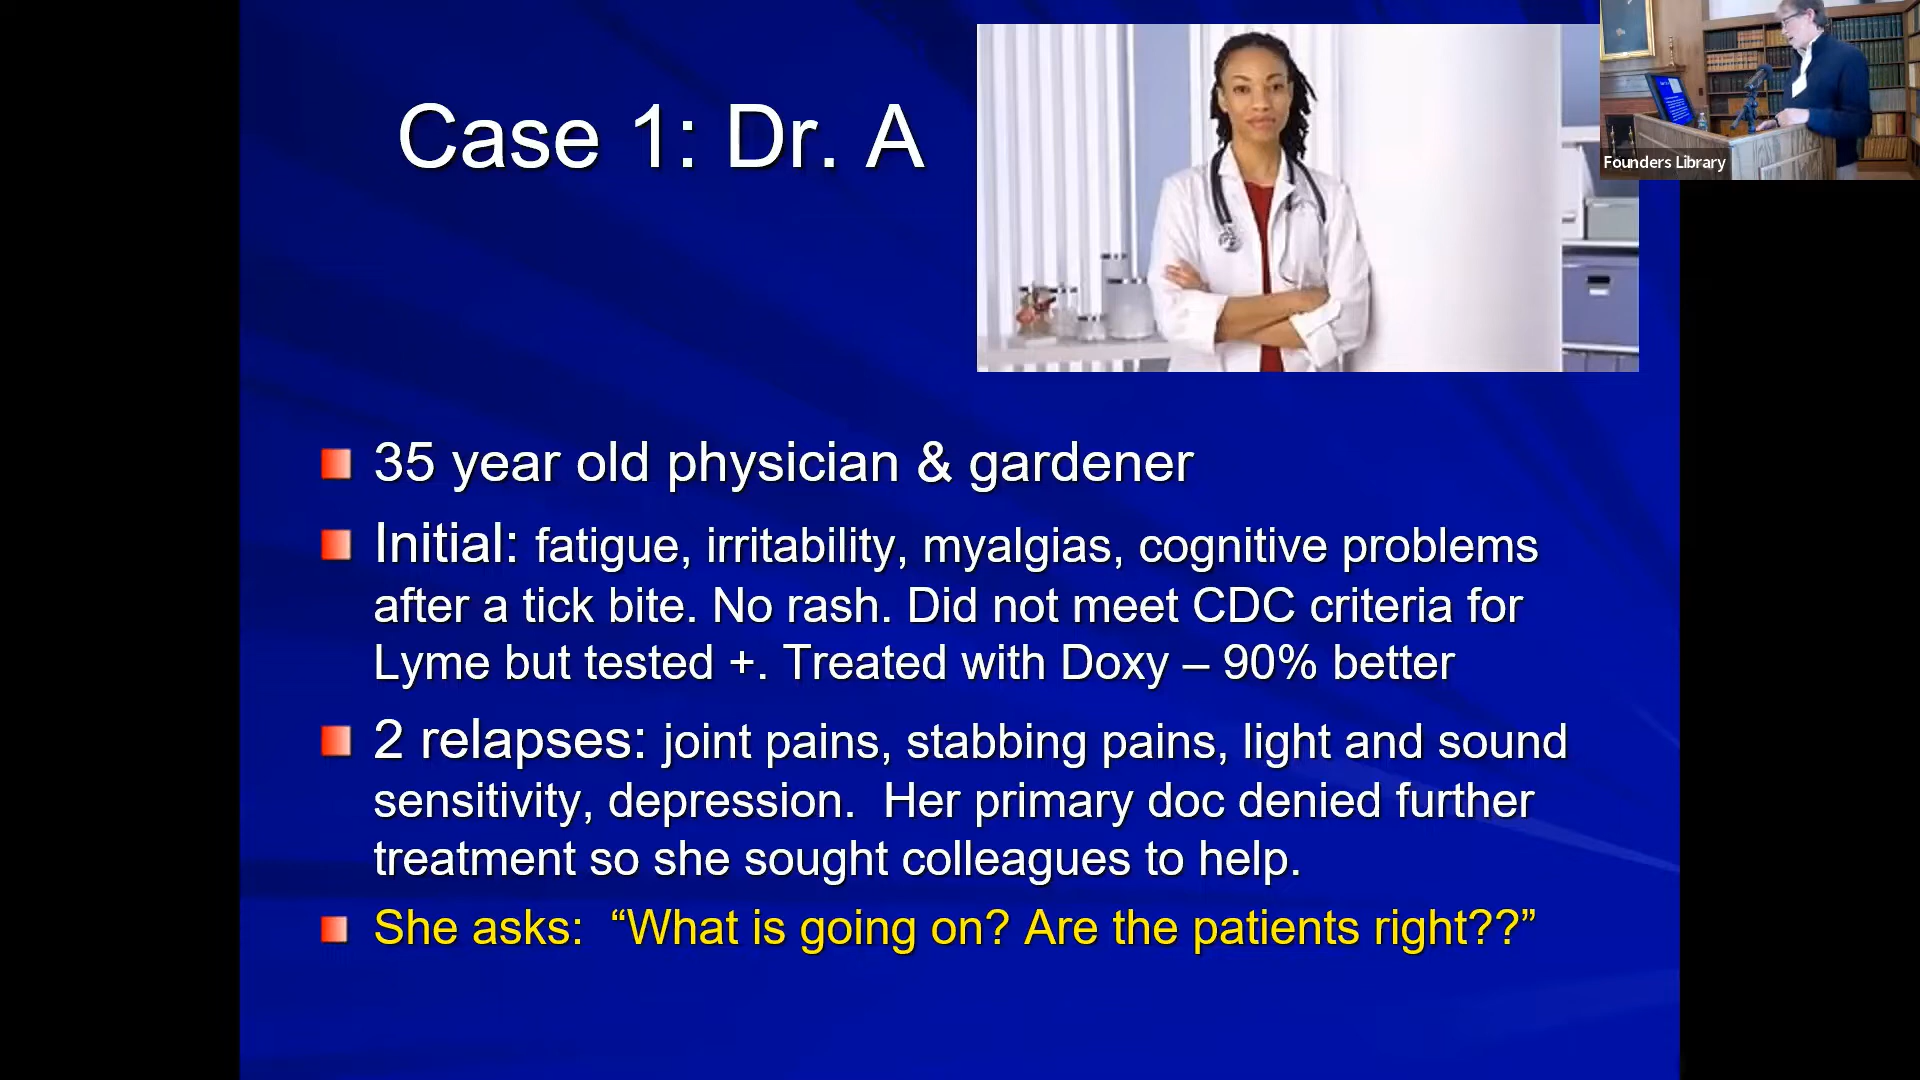 Case 1: Dr. A
Founders Library
35 year old physician & gardener
Initial: fatigue, irritability, myalgias, cognitive problems
after a tick bite. No rash. Did not meet CDC criteria for
Lyme but tested +. Treated with Doxy – 90% better
2 relapses: joint pains, stabbing pains, light and sound
sensitivity, depression.  Her primary doc denied further
treatment so she sought colleagues to help.
She asks:  “What is going on? Are the patients right??”